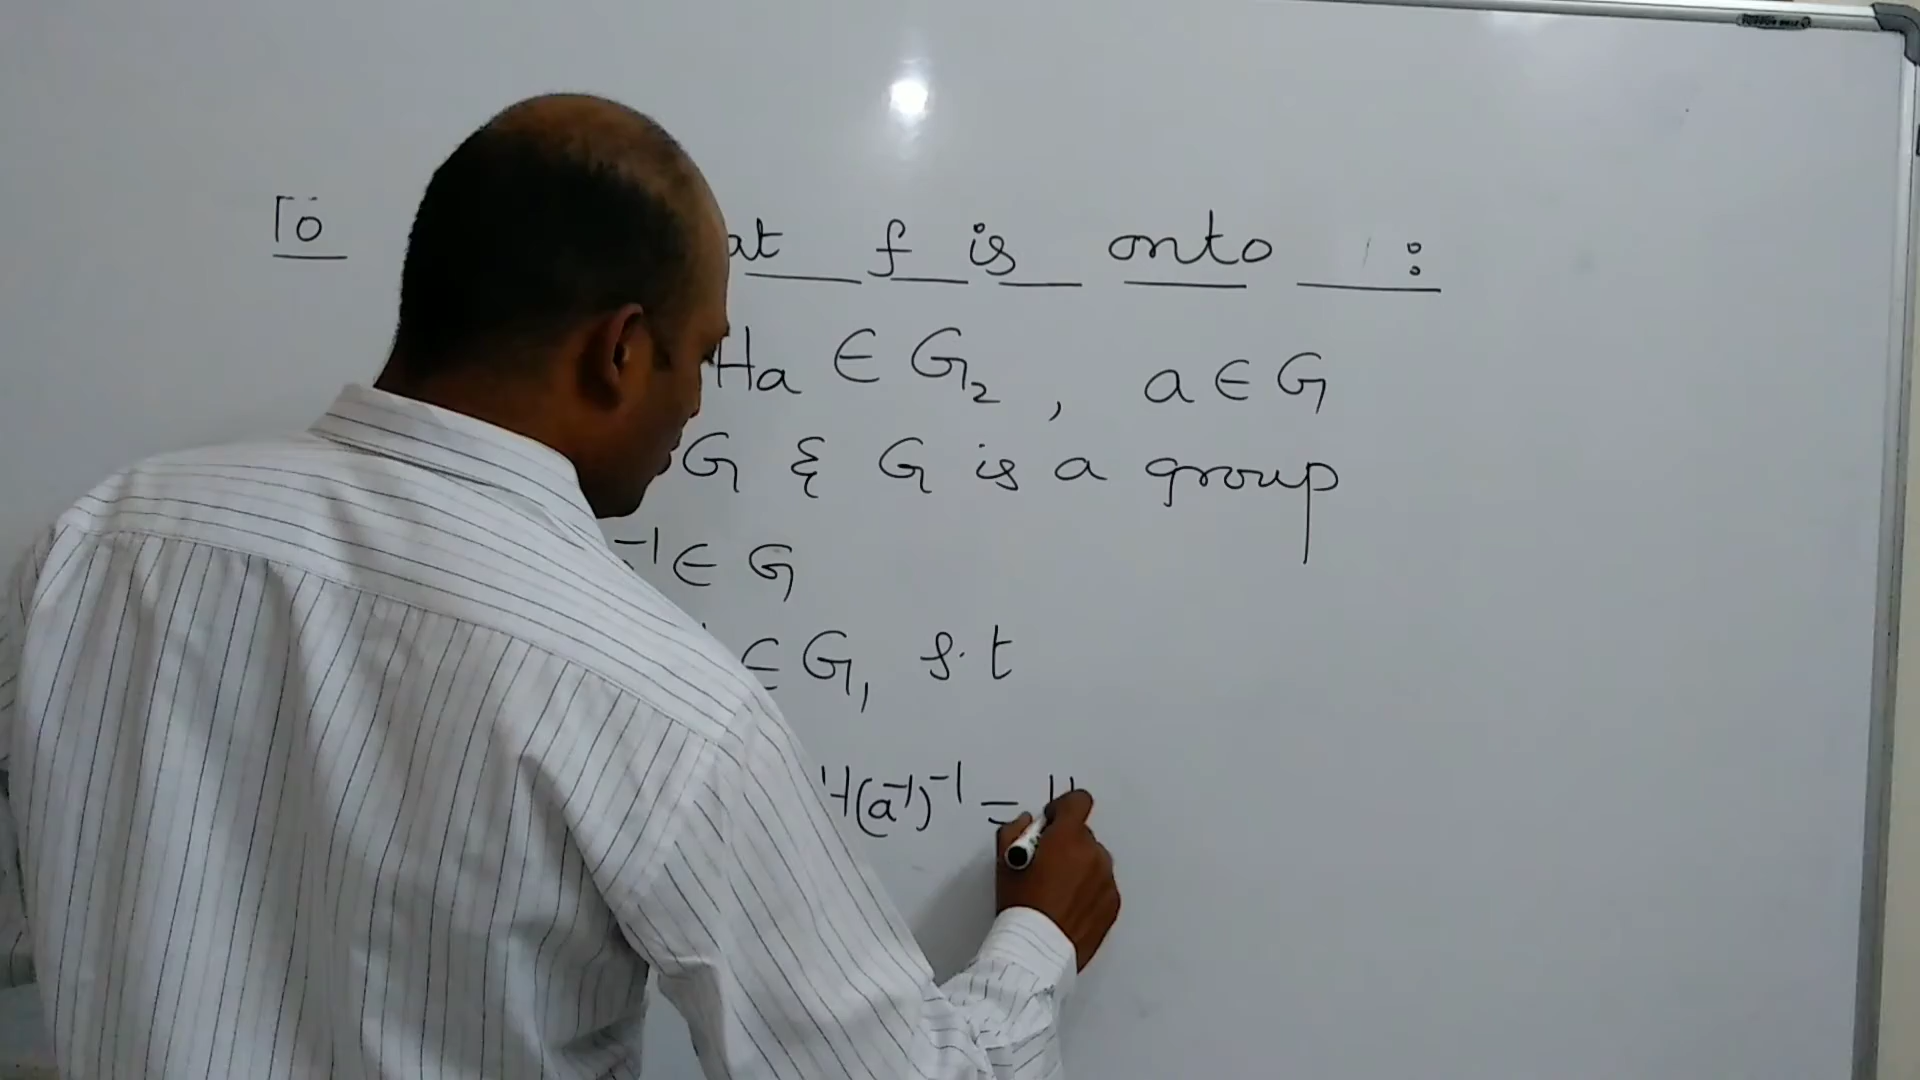 To at f is onto :
Ha ∈ G₂ , a ∈ G
G & G is a group
⁻¹ ∈ G
∈ G₁ s.t
H(a⁻¹)⁻¹ = H